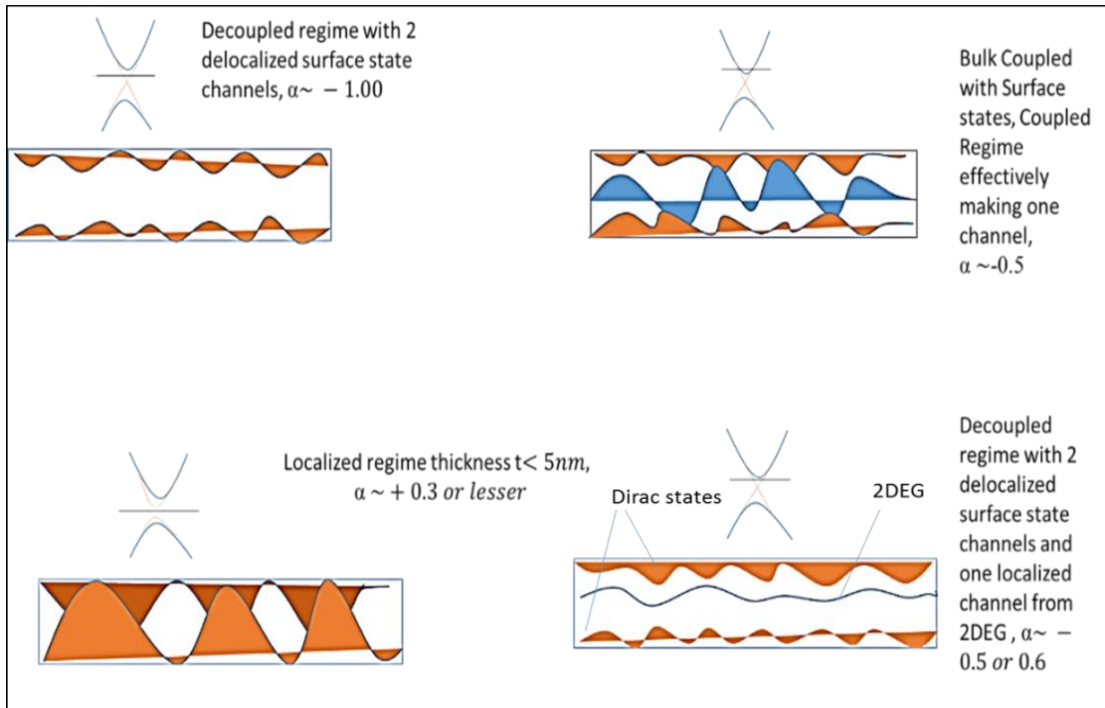 Decoupled regime with 2
delocalized surface state
channels, α~ − 1.00
Bulk Coupled
with Surface
states, Coupled
Regime
effectively
making one
channel,
α ~-0.5
Localized regime thickness t< 5nm,
α ~ + 0.3 or lesser
Dirac states
2DEG
Decoupled
regime with 2
delocalized
surface state
channels and
one localized
channel from
2DEG , α~ −
0.5 or 0.6